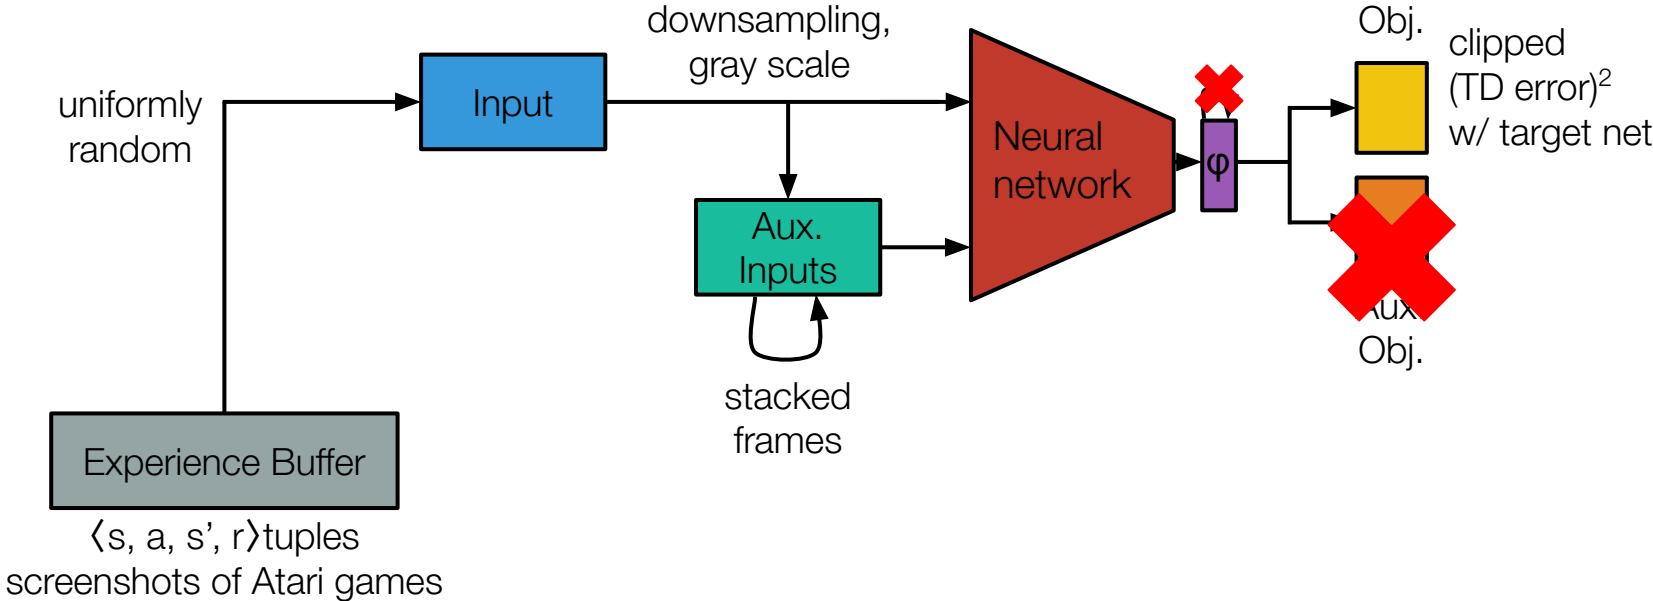 downsampling,
gray scale
uniformly
random
Input
Aux.
Inputs
stacked
frames
Experience Buffer
⟨s, a, s’, r⟩tuples
screenshots of Atari games
Neural
network
φ
Obj.
clipped
(TD error)²
w/ target net
Aux
Obj.